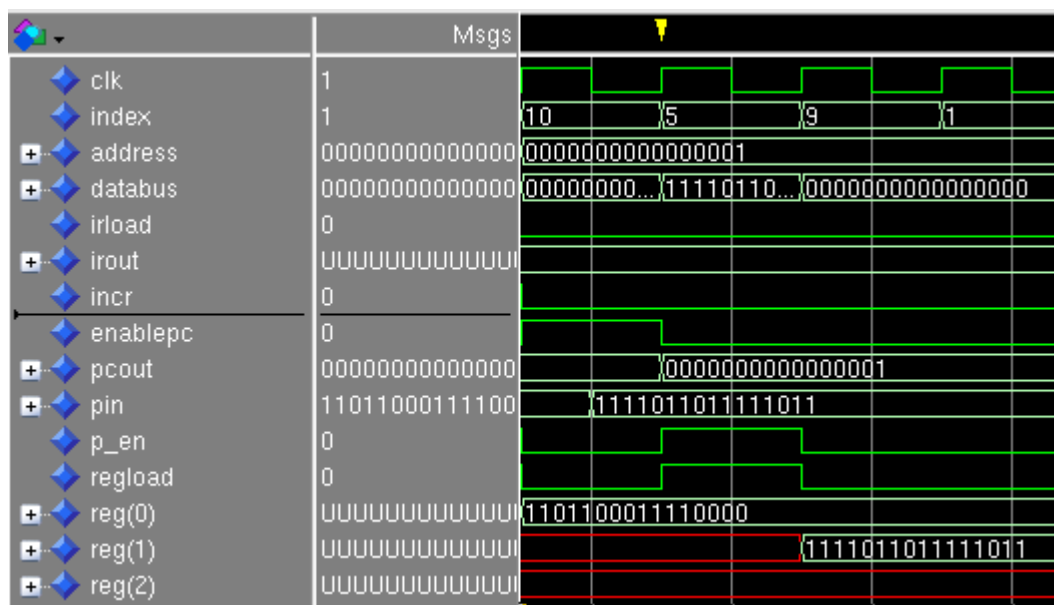 Msgs
clk 1
index 1 10 5 9 1
address 00000000000000 0000000000000001
databus 00000000000000 00000000... 11110110... 0000000000000000
irload 0
irout UUUUUUUUUUUUU
incr 0
enablepc 0
pcout 00000000000000 0000000000000001
pin 11011000111100 1111011011111011
p_en 0
regload 0
reg(0) UUUUUUUUUUUUU 1101100011110000
reg(1) UUUUUUUUUUUUU 1111011011111011
reg(2) UUUUUUUUUUUUU